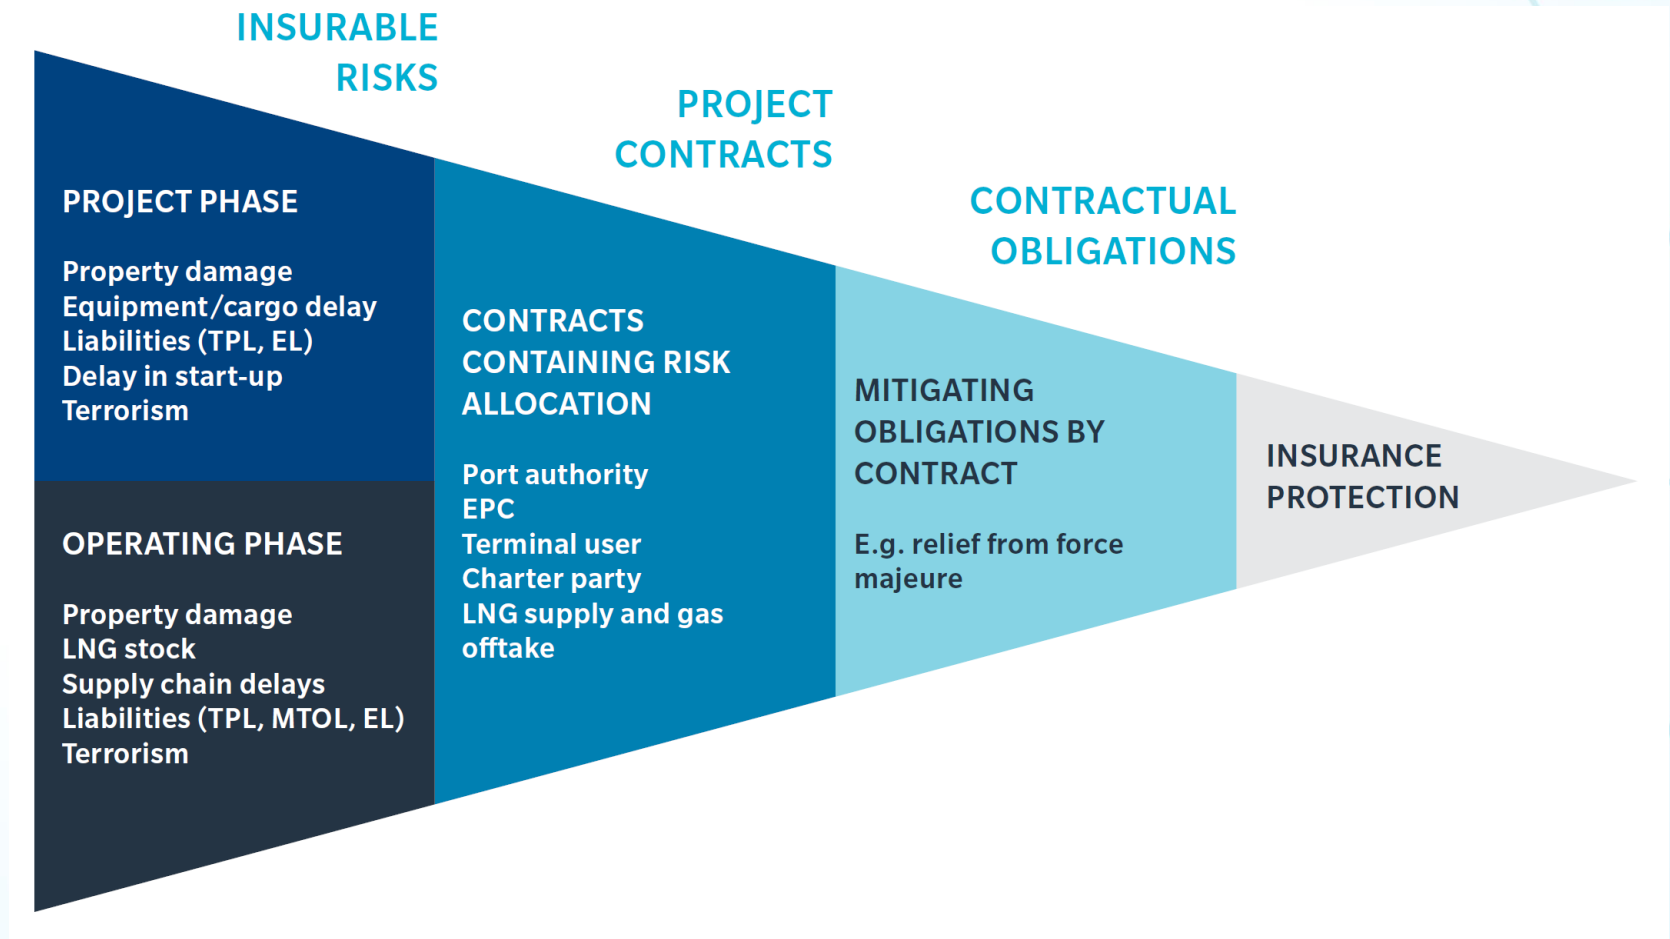 INSURABLE
RISKS
PROJECT
CONTRACTS
CONTRACTUAL
OBLIGATIONS
PROJECT PHASE
Property damage
Equipment/cargo delay
Liabilities (TPL, EL)
Delay in start-up
Terrorism
OPERATING PHASE
Property damage
LNG stock
Supply chain delays
Liabilities (TPL, MTOL, EL)
Terrorism
CONTRACTS
CONTAINING RISK
ALLOCATION
Port authority
EPC
Terminal user
Charter party
LNG supply and gas
offtake
MITIGATING
OBLIGATIONS BY
CONTRACT
E.g. relief from force
majeure
INSURANCE
PROTECTION